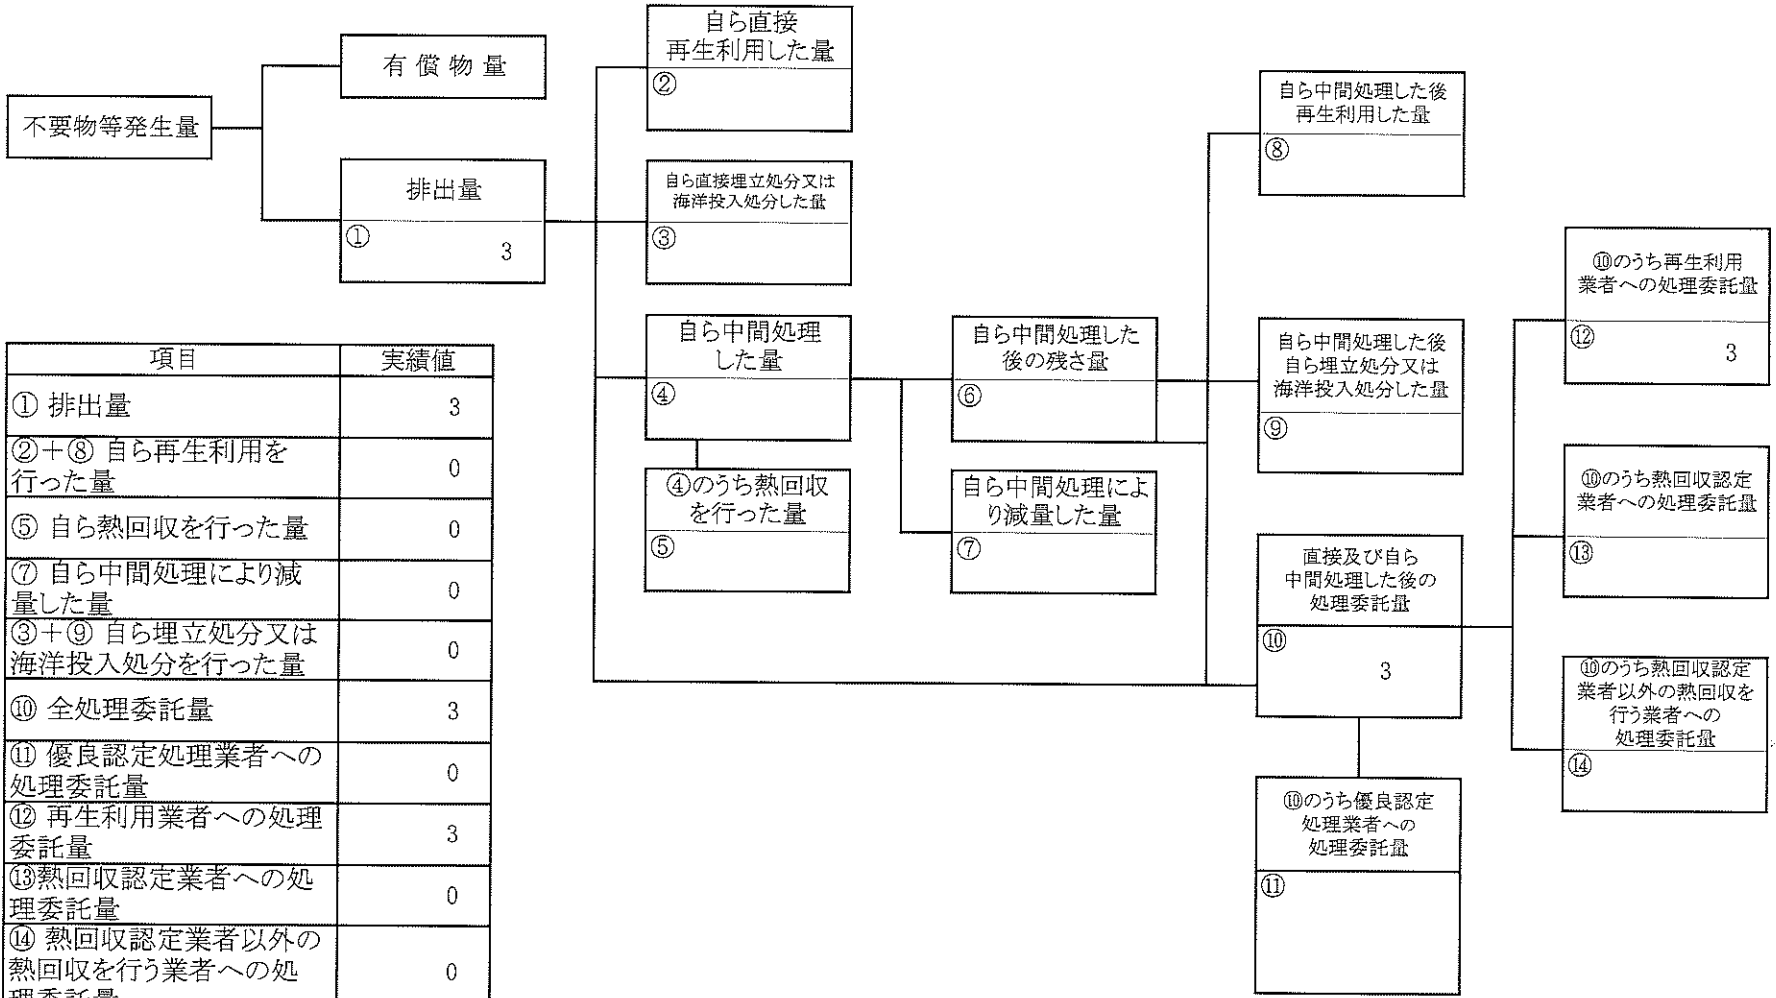 不要物等発生量
有償物量
排出量
①
3
自ら直接
再生利用した量
②
自ら直接埋立処分又は
海洋投入処分した量
③
自ら中間処理
した量
④
④のうち熱回収
を行った量
⑤
自ら中間処理した
後の残さ量
⑥
自ら中間処理によ
り減量した量
⑦
自ら中間処理した後
再生利用した量
⑧
自ら中間処理した後
自ら埋立処分又は
海洋投入処分した量
⑨
直接及び自ら
中間処理した後の
処理委託量
⑩
3
⑩のうち優良認定
処理業者への
処理委託量
⑪
⑩のうち再生利用
業者への処理委託量
⑫
3
⑩のうち熱回収認定
業者への処理委託量
⑬
⑩のうち熱回収認定
業者以外の熱回収を
行う業者への
処理委託量
⑭
項目 実績値
① 排出量 3
②+⑧ 自ら再生利用を
行った量 0
⑤ 自ら熱回収を行った量 0
⑦ 自ら中間処理により減
量した量 0
③+⑨ 自ら埋立処分又は
海洋投入処分を行った量 0
⑩ 全処理委託量 3
⑪ 優良認定処理業者への
処理委託量 0
⑫ 再生利用業者への処理
委託量 3
⑬熱回収認定業者への処
理委託量 0
⑭ 熱回収認定業者以外の
熱回収を行う業者への処 0
理委託量